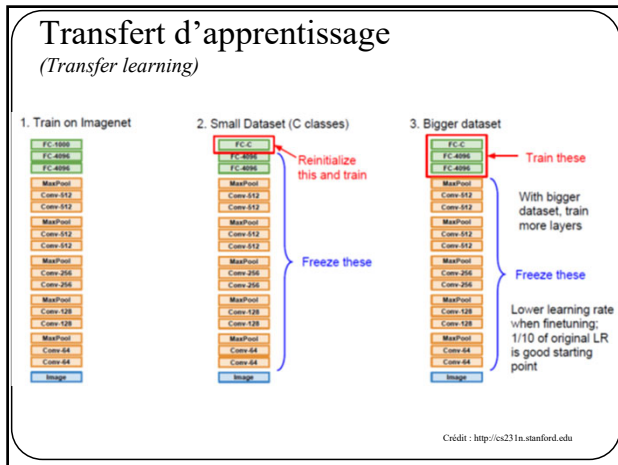 Transfert d’apprentissage
(Transfer learning)
1. Train on Imagenet
FC-1000
FC-4096
FC-4096
MaxPool
Conv-512
Conv-512
MaxPool
Conv-512
Conv-512
MaxPool
Conv-256
Conv-256
MaxPool
Conv-128
Conv-128
MaxPool
Conv-64
Conv-64
Image
2. Small Dataset (C classes)
FC-C
FC-4096
FC-4096
MaxPool
Conv-512
Conv-512
MaxPool
Conv-512
Conv-512
MaxPool
Conv-256
Conv-256
MaxPool
Conv-128
Conv-128
MaxPool
Conv-64
Conv-64
Image
Reinitialize
this and train
Freeze these
3. Bigger dataset
FC-C
FC-4096
FC-4096
MaxPool
Conv-512
Conv-512
MaxPool
Conv-512
Conv-512
MaxPool
Conv-256
Conv-256
MaxPool
Conv-128
Conv-128
MaxPool
Conv-64
Conv-64
Image
Train these
With bigger
dataset, train
more layers
Freeze these
Lower learning rate
when finetuning;
1/10 of original LR
is good starting
point
Crédit : http://cs231n.stanford.edu